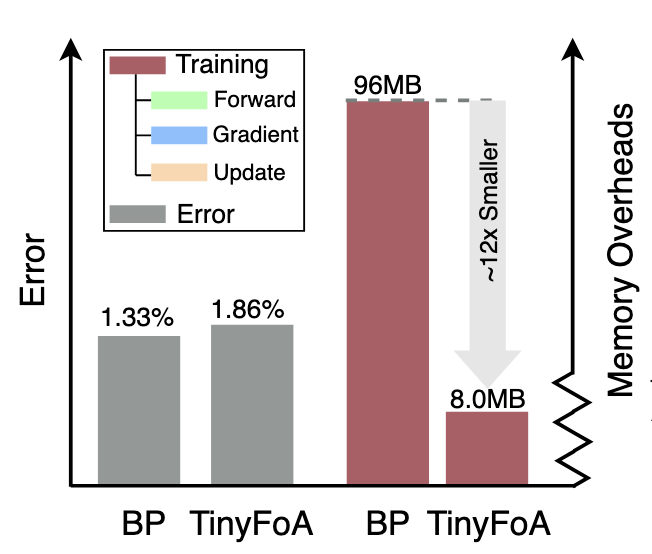 Training
Forward
Gradient
Update
Error
96MB
~12x Smaller
1.33%
1.86%
8.0MB
Error
Memory Overheads
BP TinyFoA BP TinyFoA